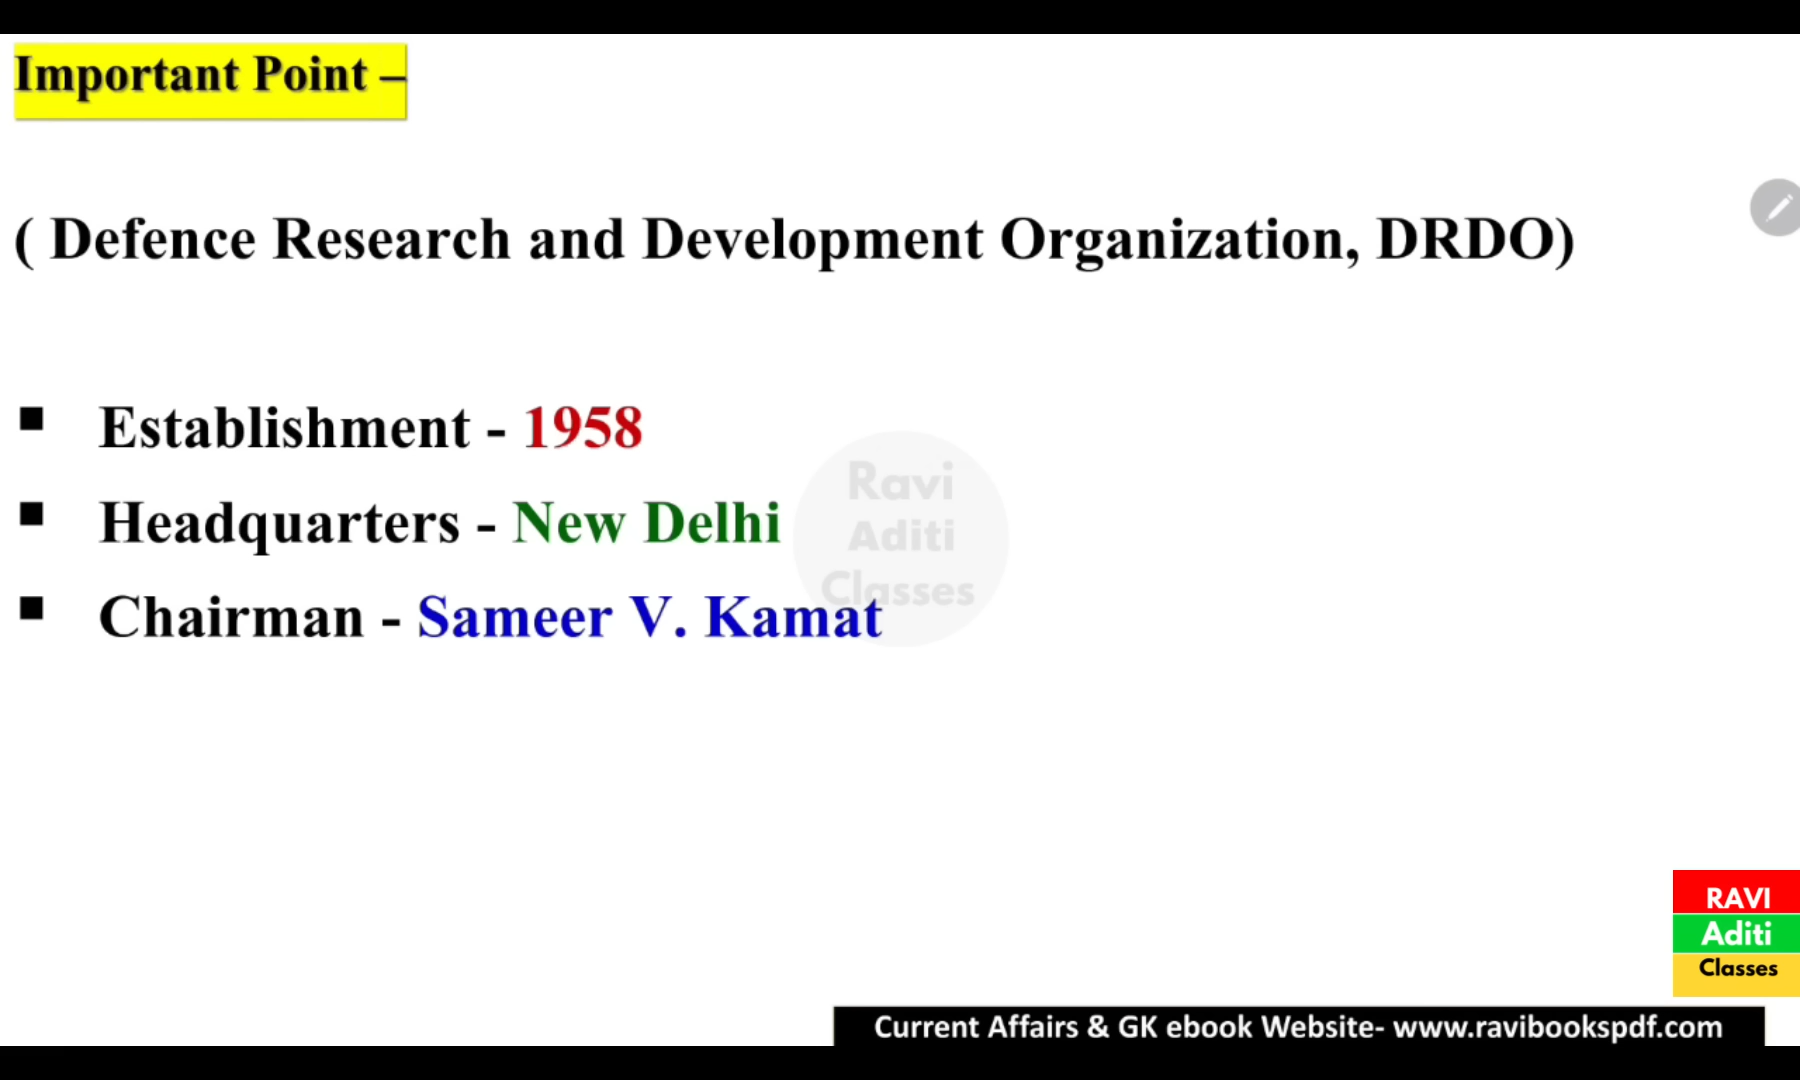 Important Point –
( Defence Research and Development Organization, DRDO)
▪ Establishment - 1958
▪ Headquarters - New Delhi
▪ Chairman - Sameer V. Kamat
Ravi
Aditi
Classes
RAVI
Aditi
Classes
Current Affairs & GK ebook Website- www.ravibookspdf.com